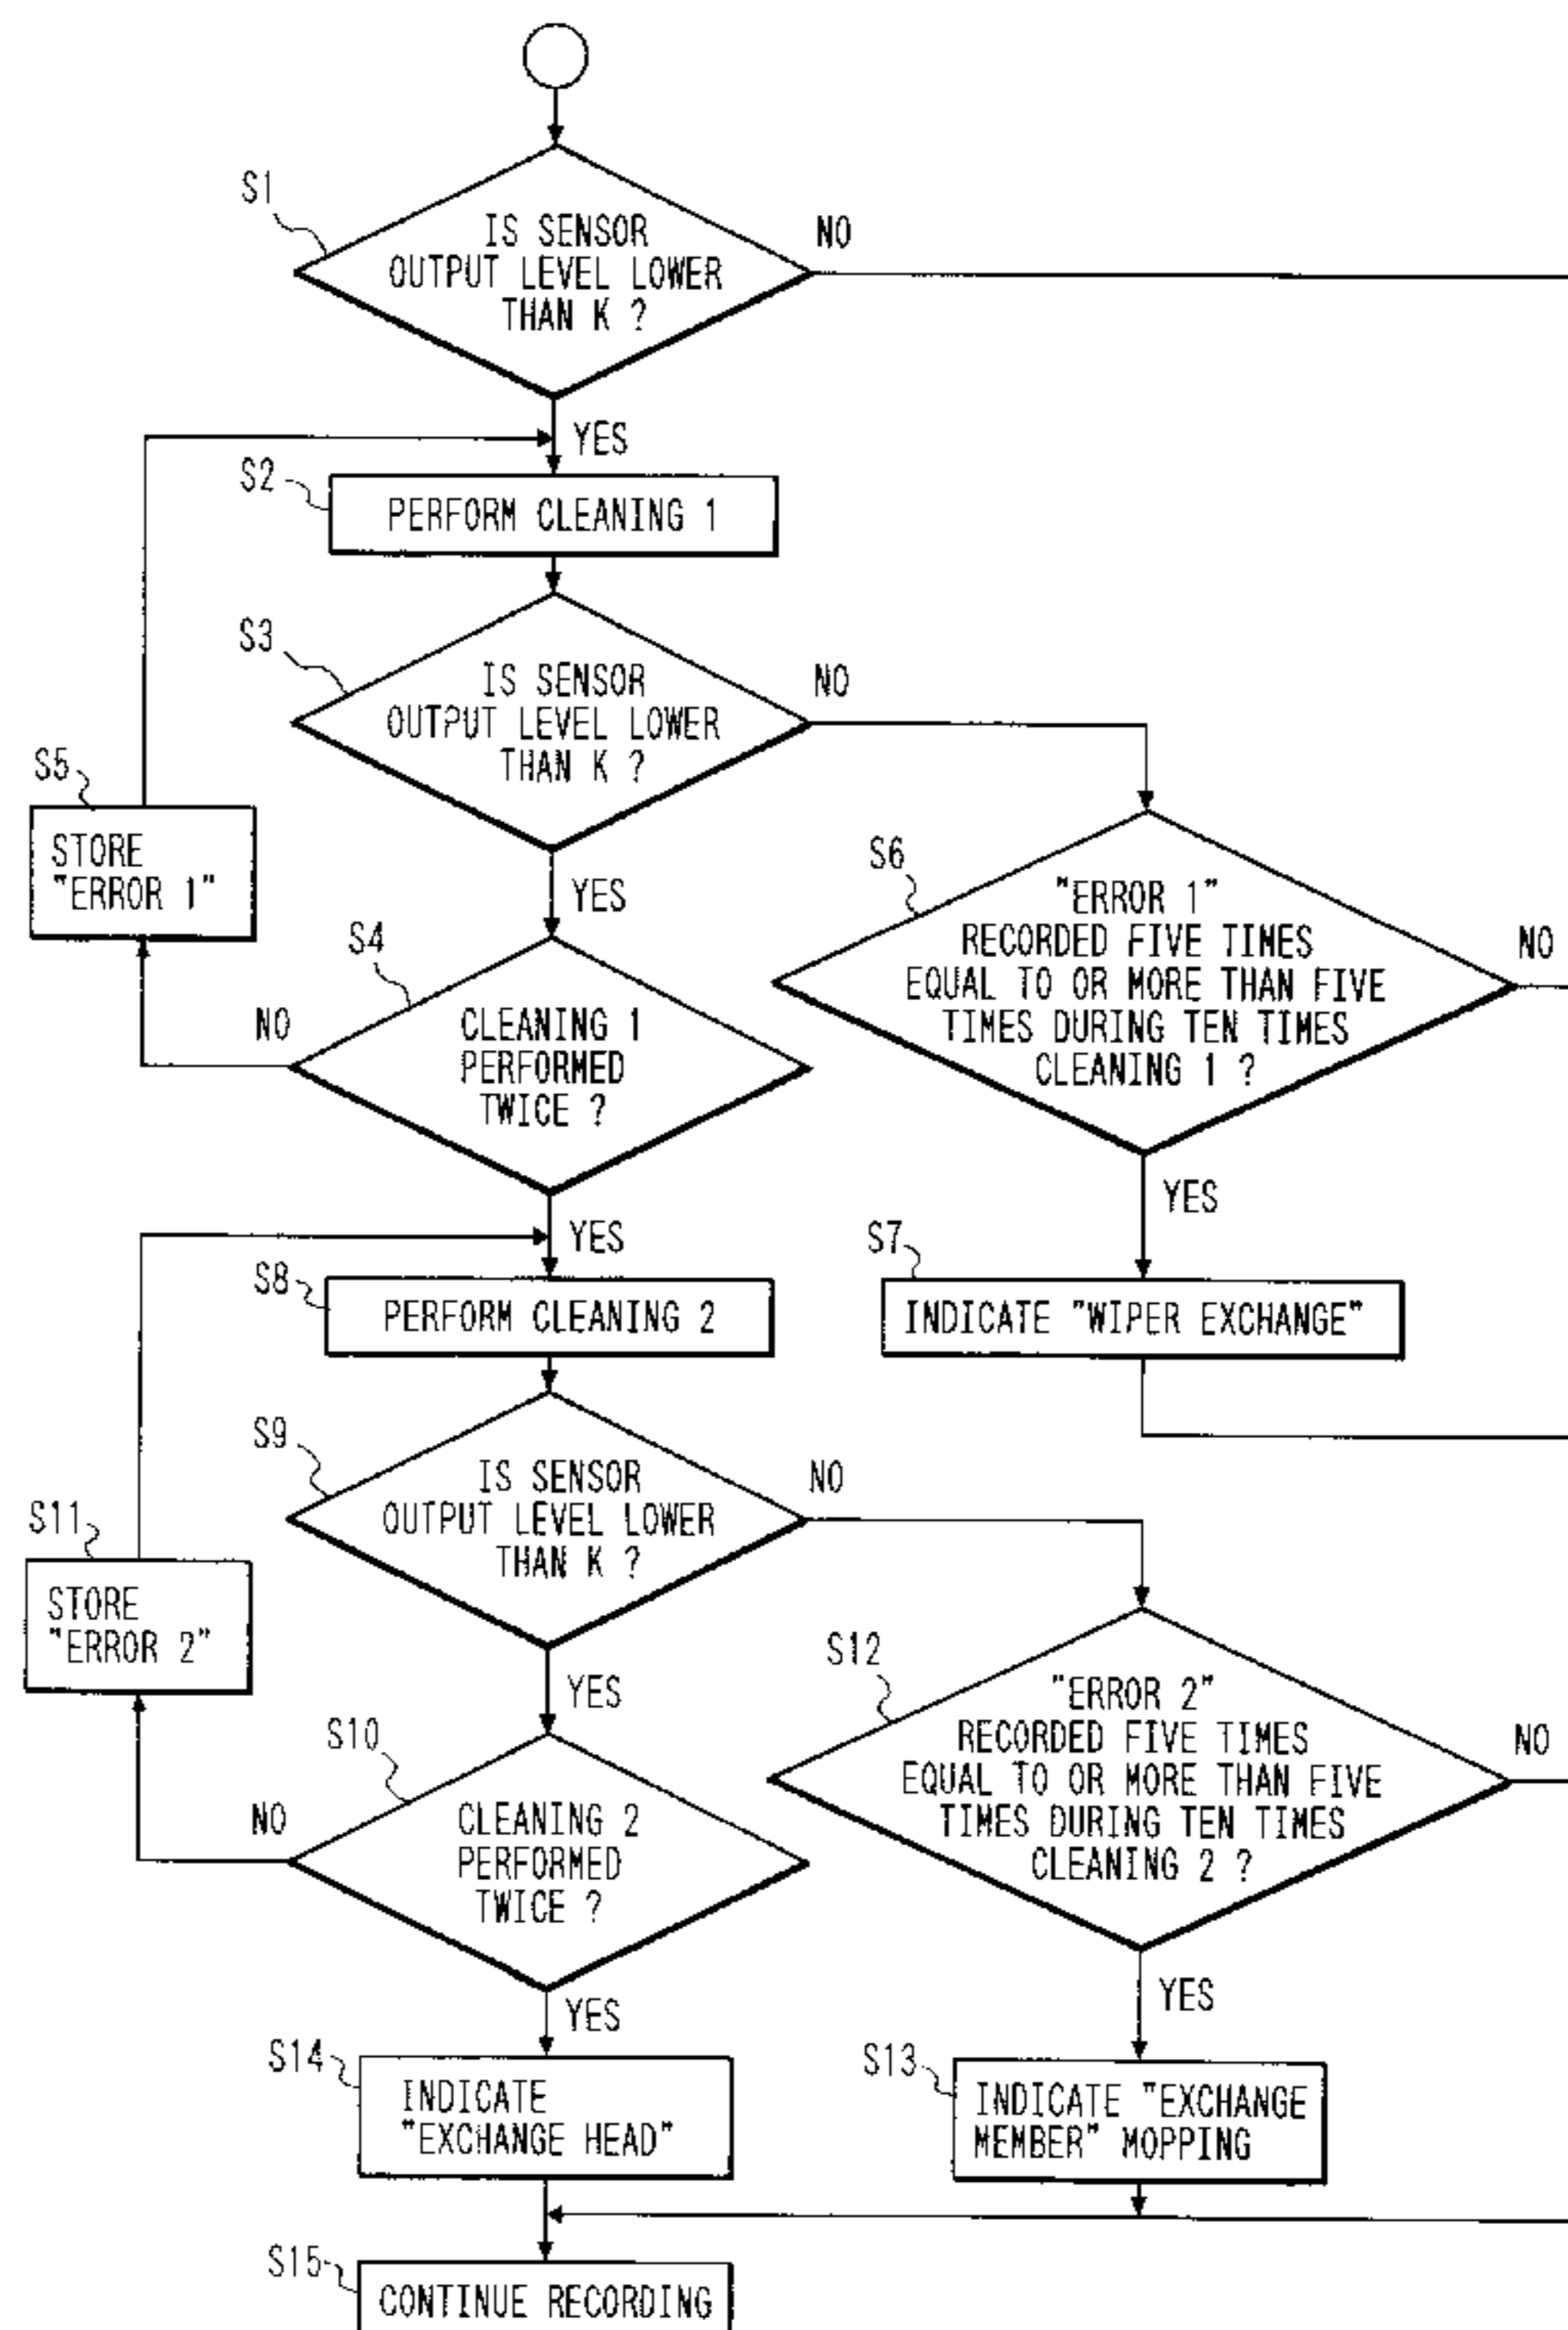 S1
IS SENSOR
OUTPUT LEVEL LOWER
THAN K ?
NO
YES
S2
PERFORM CLEANING 1
S3
IS SENSOR
OUTPUT LEVEL LOWER
THAN K ?
NO
YES
S5
STORE
"ERROR 1"
S4
CLEANING 1
PERFORMED
TWICE ?
NO
YES
S6
"ERROR 1"
RECORDED FIVE TIMES
EQUAL TO OR MORE THAN FIVE
TIMES DURING TEN TIMES
CLEANING 1 ?
NO
YES
S7
INDICATE "WIPER EXCHANGE"
S8
PERFORM CLEANING 2
S9
IS SENSOR
OUTPUT LEVEL LOWER
THAN K ?
NO
YES
S11
STORE
"ERROR 2"
S10
CLEANING 2
PERFORMED
TWICE ?
NO
YES
S12
"ERROR 2"
RECORDED FIVE TIMES
EQUAL TO OR MORE THAN FIVE
TIMES DURING TEN TIMES
CLEANING 2 ?
NO
YES
S14
INDICATE
"EXCHANGE HEAD"
S13
INDICATE "EXCHANGE
MEMBER" MOPPING
S15
CONTINUE RECORDING